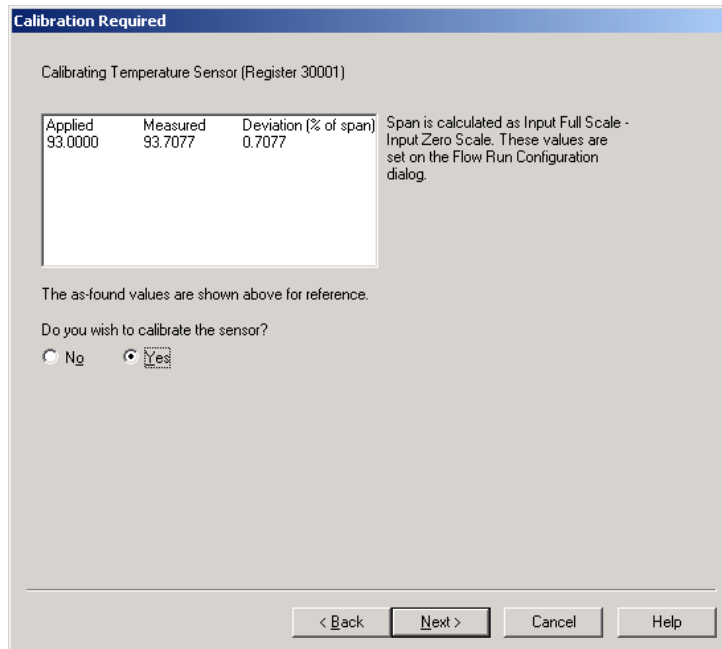 Calibration Required
Calibrating Temperature Sensor (Register 30001)
Applied Measured Deviation (% of span)
93.0000 93.7077 0.7077
Span is calculated as Input Full Scale -
Input Zero Scale. These values are
set on the Flow Run Configuration
dialog.
The as-found values are shown above for reference.
Do you wish to calibrate the sensor?
No Yes
< Back Next > Cancel Help